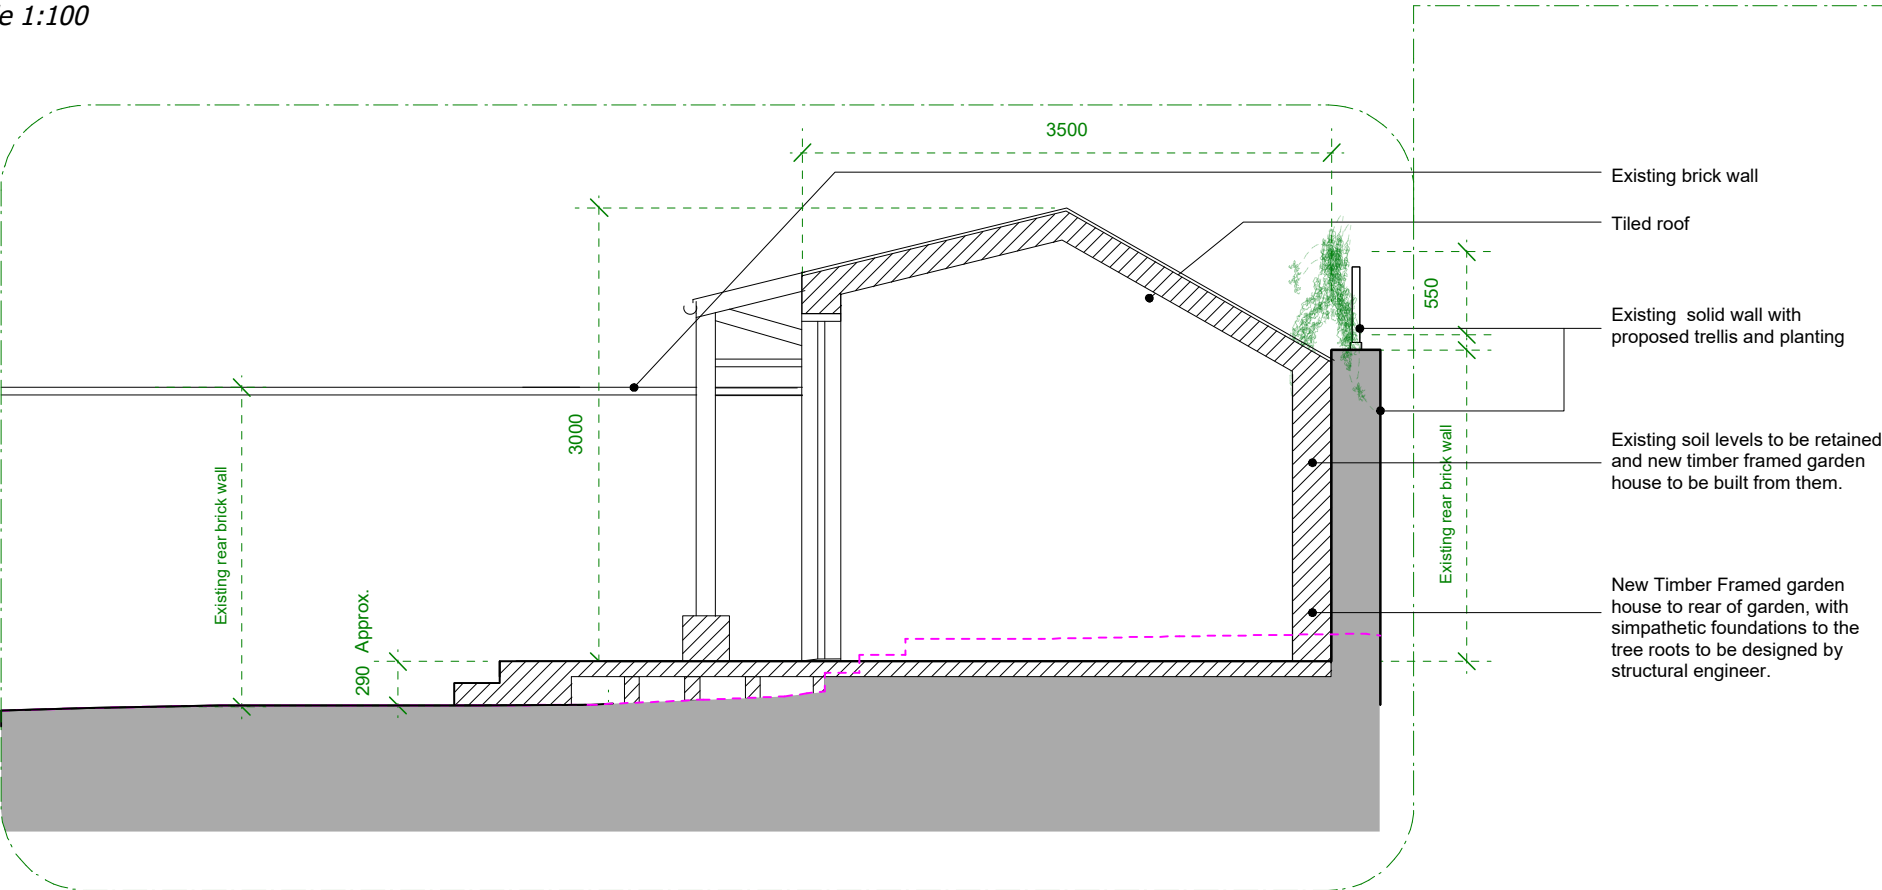 1:100
3500
Existing brick wall
Tiled roof
550
Existing solid wall with
proposed trellis and planting
3000
Existing rear brick wall
Existing rear brick wall
Existing soil levels to be retained
and new timber framed garden
house to be built from them.
290 Approx.
New Timber Framed garden
house to rear of garden, with
simpathetic foundations to the
tree roots to be designed by
structural engineer.